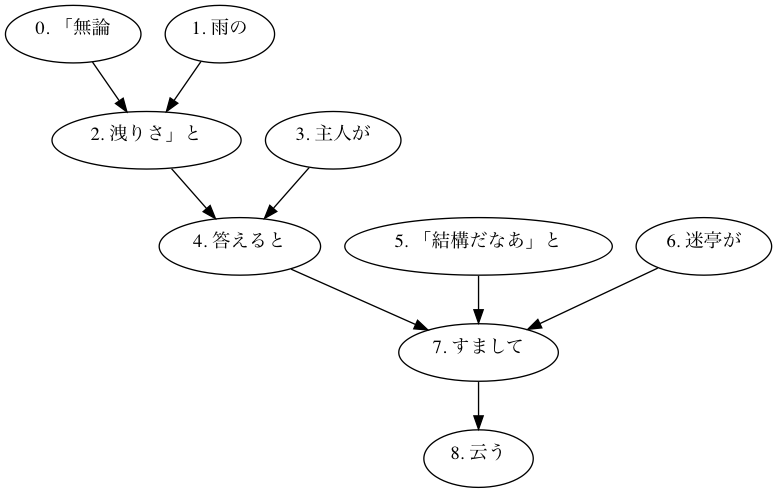 0. 「無論
1. 雨の
2. 洩りさ」と
3. 主人が
4. 答えると
5. 「結構だなあ」と
6. 迷亭が
7. すまして
8. 云う